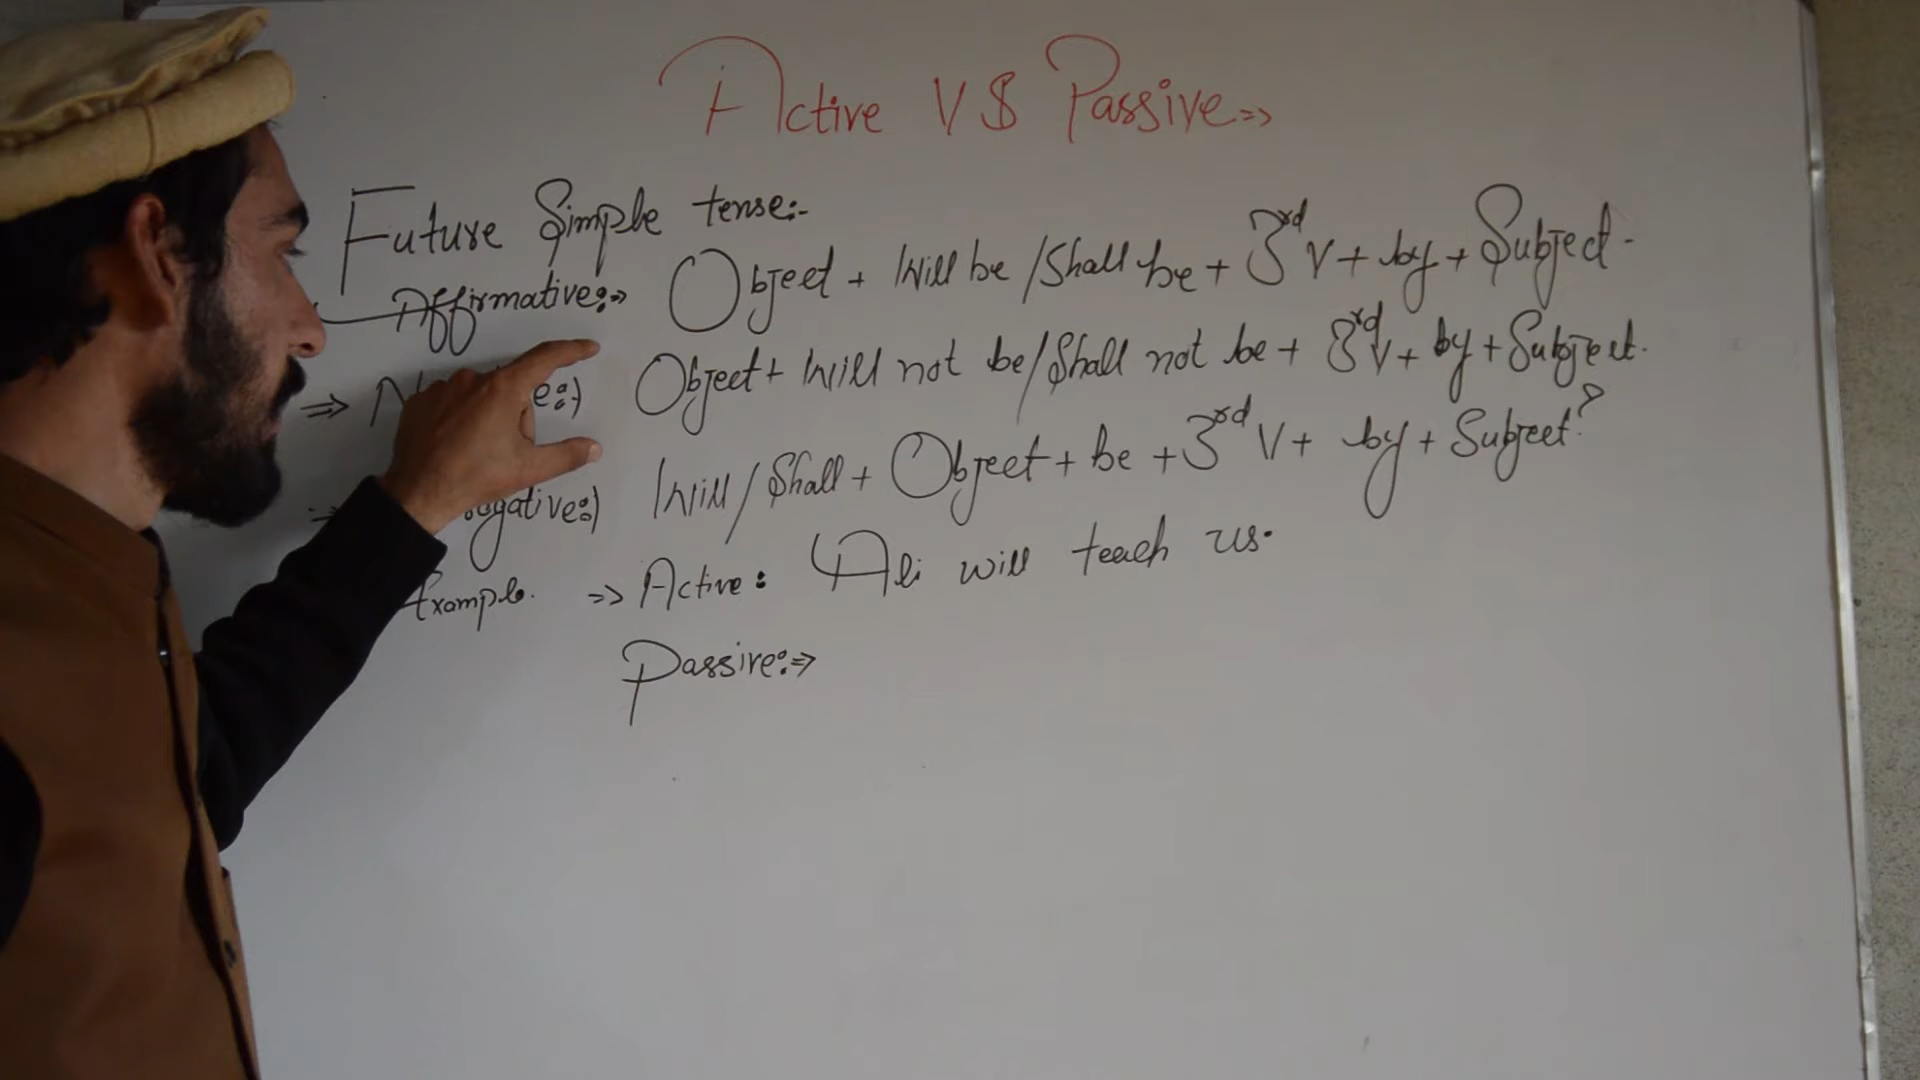 Active VS Passive=>
Future Simple tense:-
Affirmative:=> Object + Will be / Shall be + 3rd V + by + Subject.
=> Object + Will not be / Shall not be + 3rd V + by + Subject.
Will / Shall + Object + be + 3rd V + by + Subject?
Example. => Active: Ali will teach us.
Passive:=>